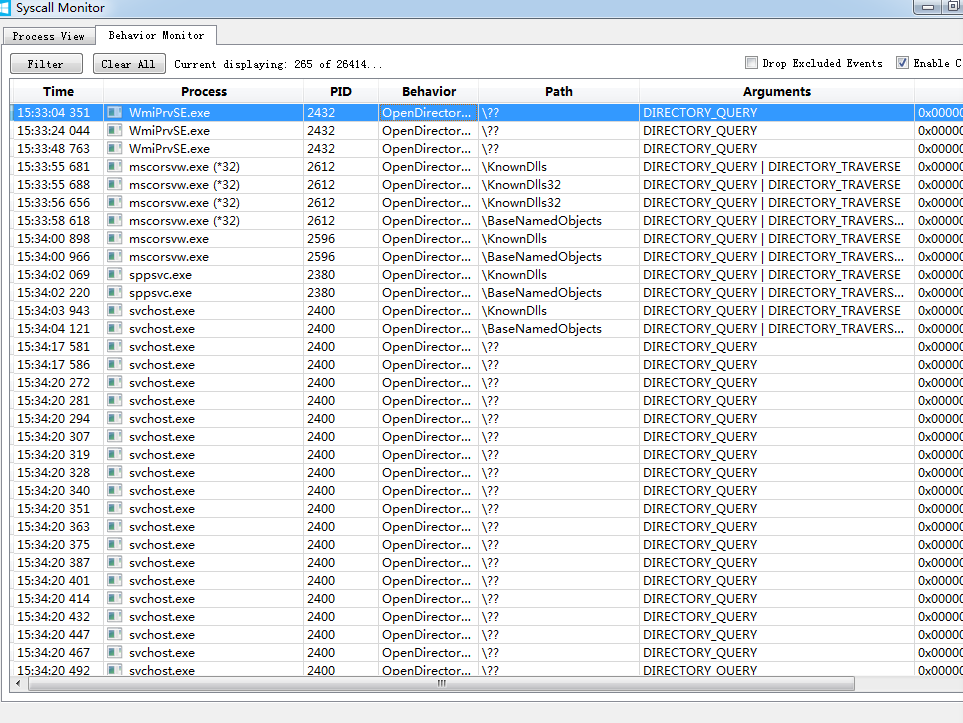 Syscall Monitor
Process View Behavior Monitor
Filter Clear All Current displaying: 265 of 26414... Drop Excluded Events Enable C
Time Process PID Behavior Path Arguments
15:33:04 351 WmiPrvSE.exe 2432 OpenDirector... \?? DIRECTORY_QUERY 0x00000
15:33:24 044 WmiPrvSE.exe 2432 OpenDirector... \?? DIRECTORY_QUERY 0x00000
15:33:48 763 WmiPrvSE.exe 2432 OpenDirector... \?? DIRECTORY_QUERY 0x00000
15:33:55 681 mscorsvw.exe (*32) 2612 OpenDirector... \KnownDlls DIRECTORY_QUERY | DIRECTORY_TRAVERSE 0x00000
15:33:55 688 mscorsvw.exe (*32) 2612 OpenDirector... \KnownDlls32 DIRECTORY_QUERY | DIRECTORY_TRAVERSE 0x00000
15:33:56 656 mscorsvw.exe (*32) 2612 OpenDirector... \KnownDlls32 DIRECTORY_QUERY | DIRECTORY_TRAVERSE 0x00000
15:33:58 618 mscorsvw.exe (*32) 2612 OpenDirector... \BaseNamedObjects DIRECTORY_QUERY | DIRECTORY_TRAVERS... 0x00000
15:34:00 898 mscorsvw.exe 2596 OpenDirector... \KnownDlls DIRECTORY_QUERY | DIRECTORY_TRAVERSE 0x00000
15:34:00 966 mscorsvw.exe 2596 OpenDirector... \BaseNamedObjects DIRECTORY_QUERY | DIRECTORY_TRAVERS... 0x00000
15:34:02 069 sppsvc.exe 2380 OpenDirector... \KnownDlls DIRECTORY_QUERY | DIRECTORY_TRAVERSE 0x00000
15:34:02 220 sppsvc.exe 2380 OpenDirector... \BaseNamedObjects DIRECTORY_QUERY | DIRECTORY_TRAVERS... 0x00000
15:34:03 943 svchost.exe 2400 OpenDirector... \KnownDlls DIRECTORY_QUERY | DIRECTORY_TRAVERSE 0x00000
15:34:04 121 svchost.exe 2400 OpenDirector... \BaseNamedObjects DIRECTORY_QUERY | DIRECTORY_TRAVERS... 0x00000
15:34:17 581 svchost.exe 2400 OpenDirector... \?? DIRECTORY_QUERY 0x00000
15:34:17 586 svchost.exe 2400 OpenDirector... \?? DIRECTORY_QUERY 0x00000
15:34:20 272 svchost.exe 2400 OpenDirector... \?? DIRECTORY_QUERY 0x00000
15:34:20 281 svchost.exe 2400 OpenDirector... \?? DIRECTORY_QUERY 0x00000
15:34:20 294 svchost.exe 2400 OpenDirector... \?? DIRECTORY_QUERY 0x00000
15:34:20 307 svchost.exe 2400 OpenDirector... \?? DIRECTORY_QUERY 0x00000
15:34:20 319 svchost.exe 2400 OpenDirector... \?? DIRECTORY_QUERY 0x00000
15:34:20 328 svchost.exe 2400 OpenDirector... \?? DIRECTORY_QUERY 0x00000
15:34:20 340 svchost.exe 2400 OpenDirector... \?? DIRECTORY_QUERY 0x00000
15:34:20 351 svchost.exe 2400 OpenDirector... \?? DIRECTORY_QUERY 0x00000
15:34:20 363 svchost.exe 2400 OpenDirector... \?? DIRECTORY_QUERY 0x00000
15:34:20 375 svchost.exe 2400 OpenDirector... \?? DIRECTORY_QUERY 0x00000
15:34:20 387 svchost.exe 2400 OpenDirector... \?? DIRECTORY_QUERY 0x00000
15:34:20 401 svchost.exe 2400 OpenDirector... \?? DIRECTORY_QUERY 0x00000
15:34:20 414 svchost.exe 2400 OpenDirector... \?? DIRECTORY_QUERY 0x00000
15:34:20 432 svchost.exe 2400 OpenDirector... \?? DIRECTORY_QUERY 0x00000
15:34:20 447 svchost.exe 2400 OpenDirector... \?? DIRECTORY_QUERY 0x00000
15:34:20 467 svchost.exe 2400 OpenDirector... \?? DIRECTORY_QUERY 0x00000
15:34:20 492 svchost.exe 2400 OpenDirector... \?? DIRECTORY_QUERY 0x00000